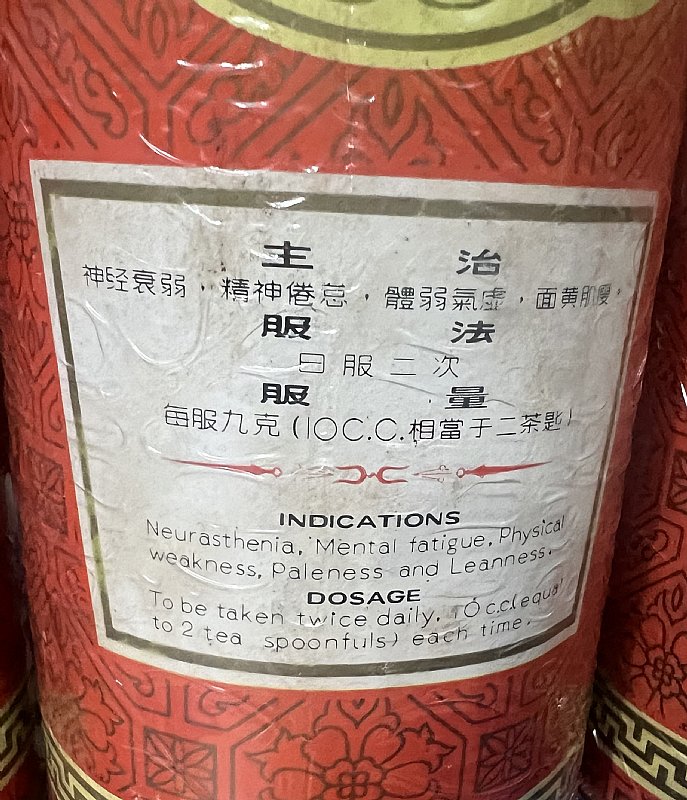 主治
神经衰弱，精神倦怠，體弱氣虛，面黄肌瘦。
服法
日服二次
服量
每服九克(10C.C.相當于二茶匙)
INDICATIONS
Neurasthenia, Mental fatigue, Physical
weakness, Paleness and Leanness.
DOSAGE
To be taken twice daily, 10 c.c.(equal
to 2 tea spoonfuls) each time.